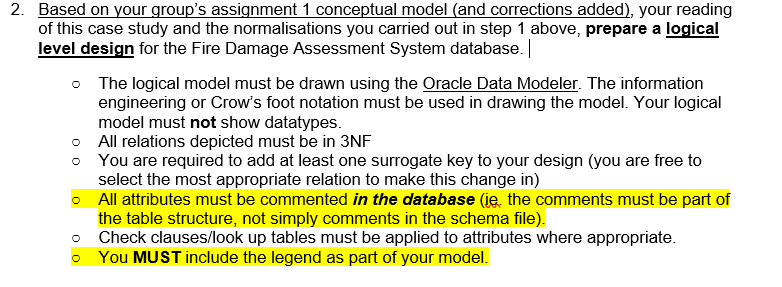 2. Based on your group's assignment 1 conceptual model (and corrections added), your reading
of this case study and the normalisations you carried out in step 1 above, prepare a logical
level design for the Fire Damage Assessment System database.
○ The logical model must be drawn using the Oracle Data Modeler. The information
engineering or Crow's foot notation must be used in drawing the model. Your logical
model must not show datatypes.
○ All relations depicted must be in 3NF
○ You are required to add at least one surrogate key to your design (you are free to
select the most appropriate relation to make this change in)
○ All attributes must be commented in the database (ie. the comments must be part of
the table structure, not simply comments in the schema file).
○ Check clauses/look up tables must be applied to attributes where appropriate.
○ You MUST include the legend as part of your model.